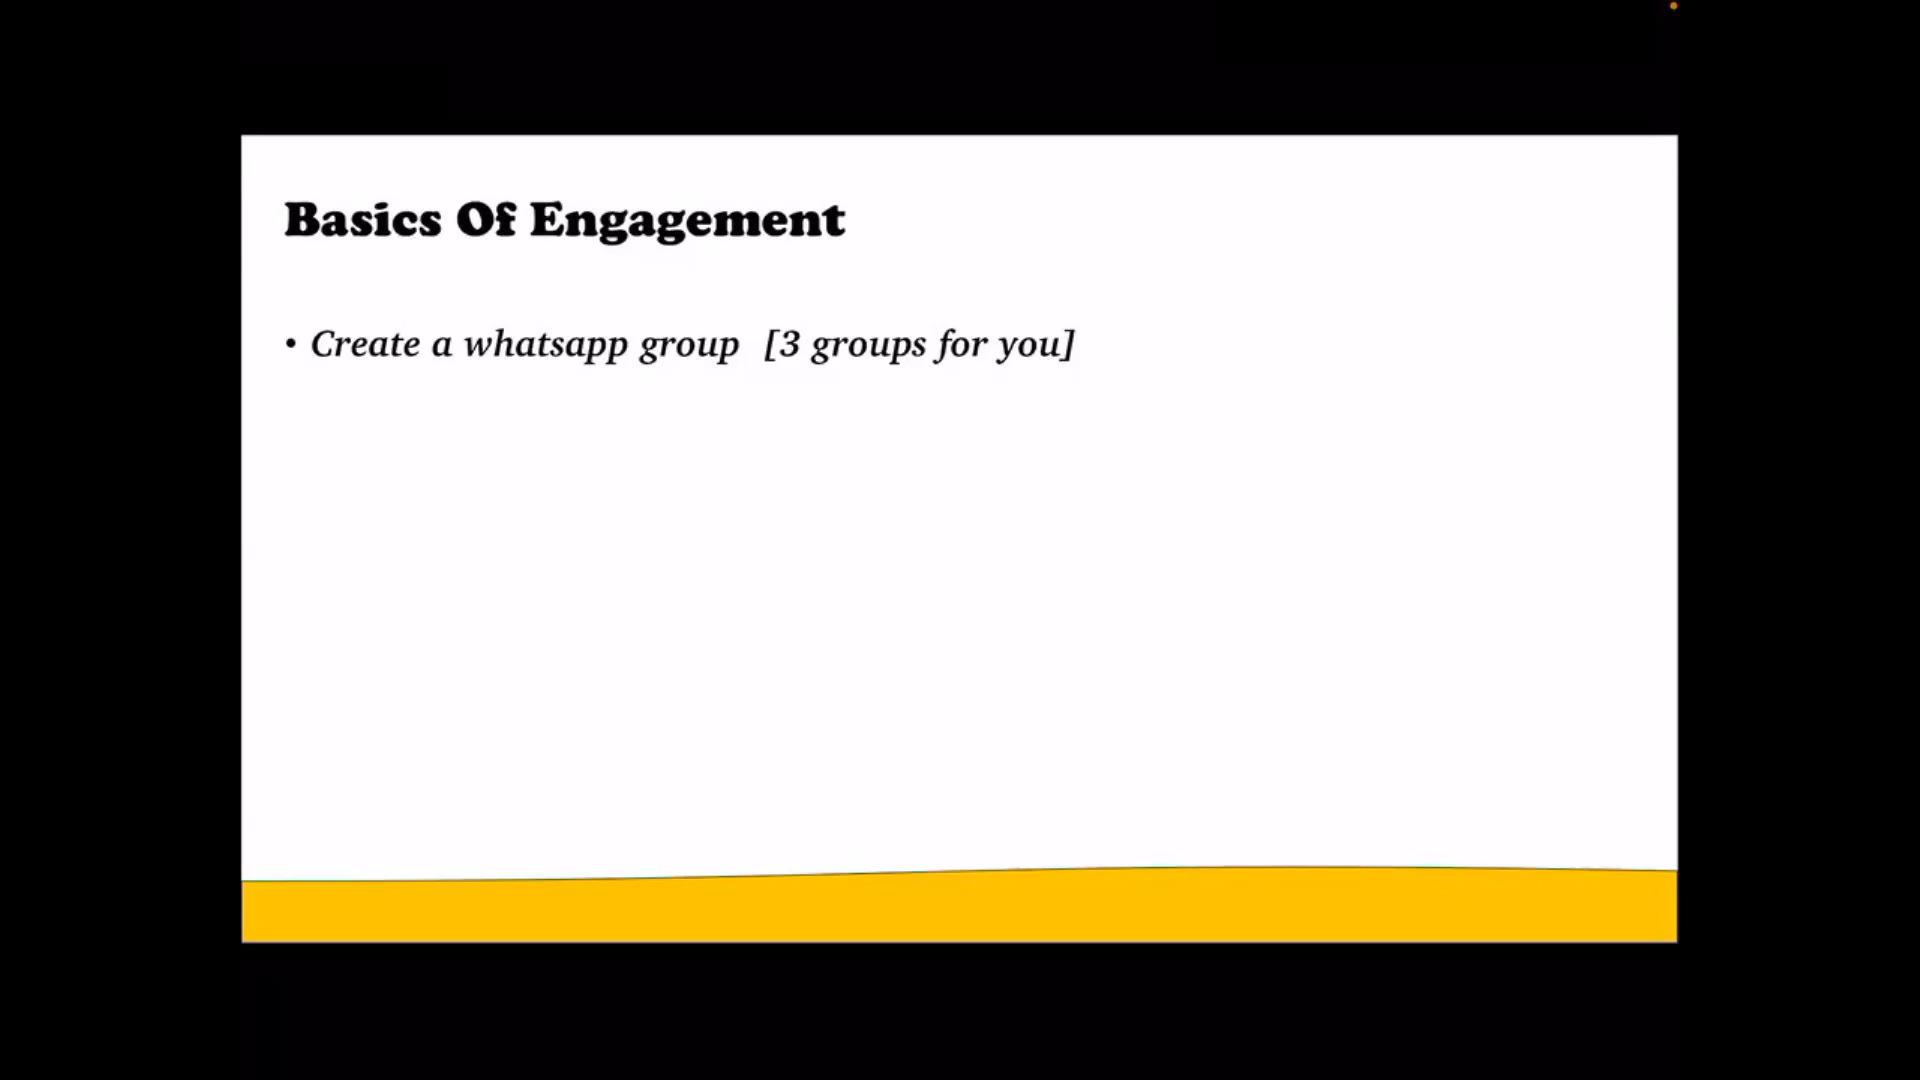 Basics Of Engagement
• Create a whatsapp group [3 groups for you]